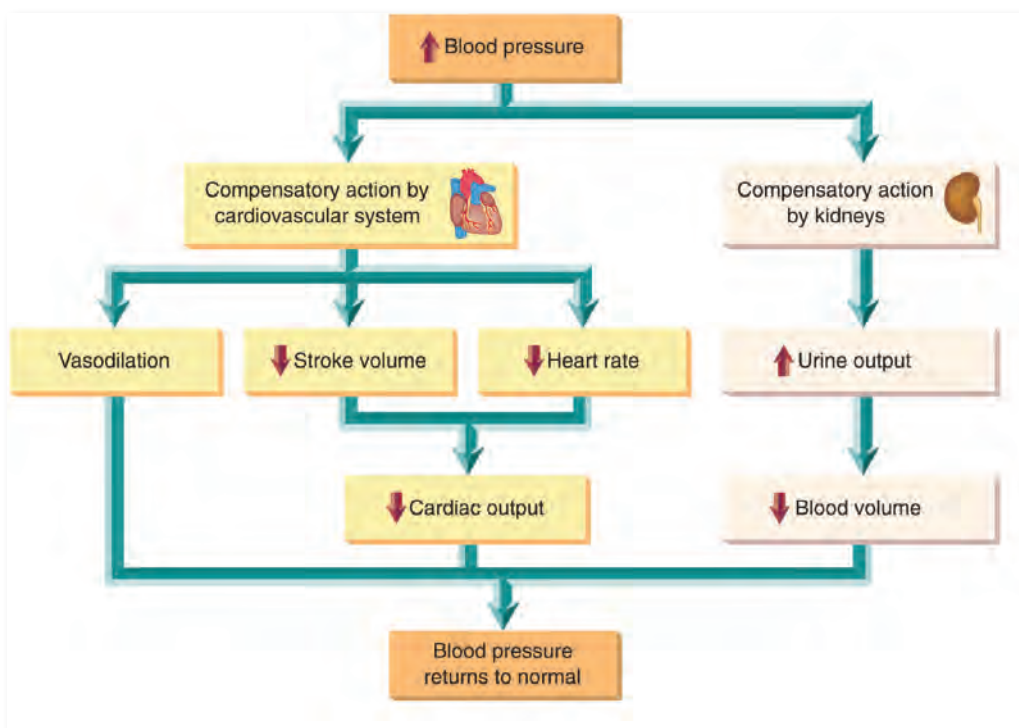 Blood pressure
Compensatory action by
cardiovascular system
Compensatory action
by kidneys
Vasodilation
Stroke volume
Heart rate
Urine output
Cardiac output
Blood volume
Blood pressure
returns to normal